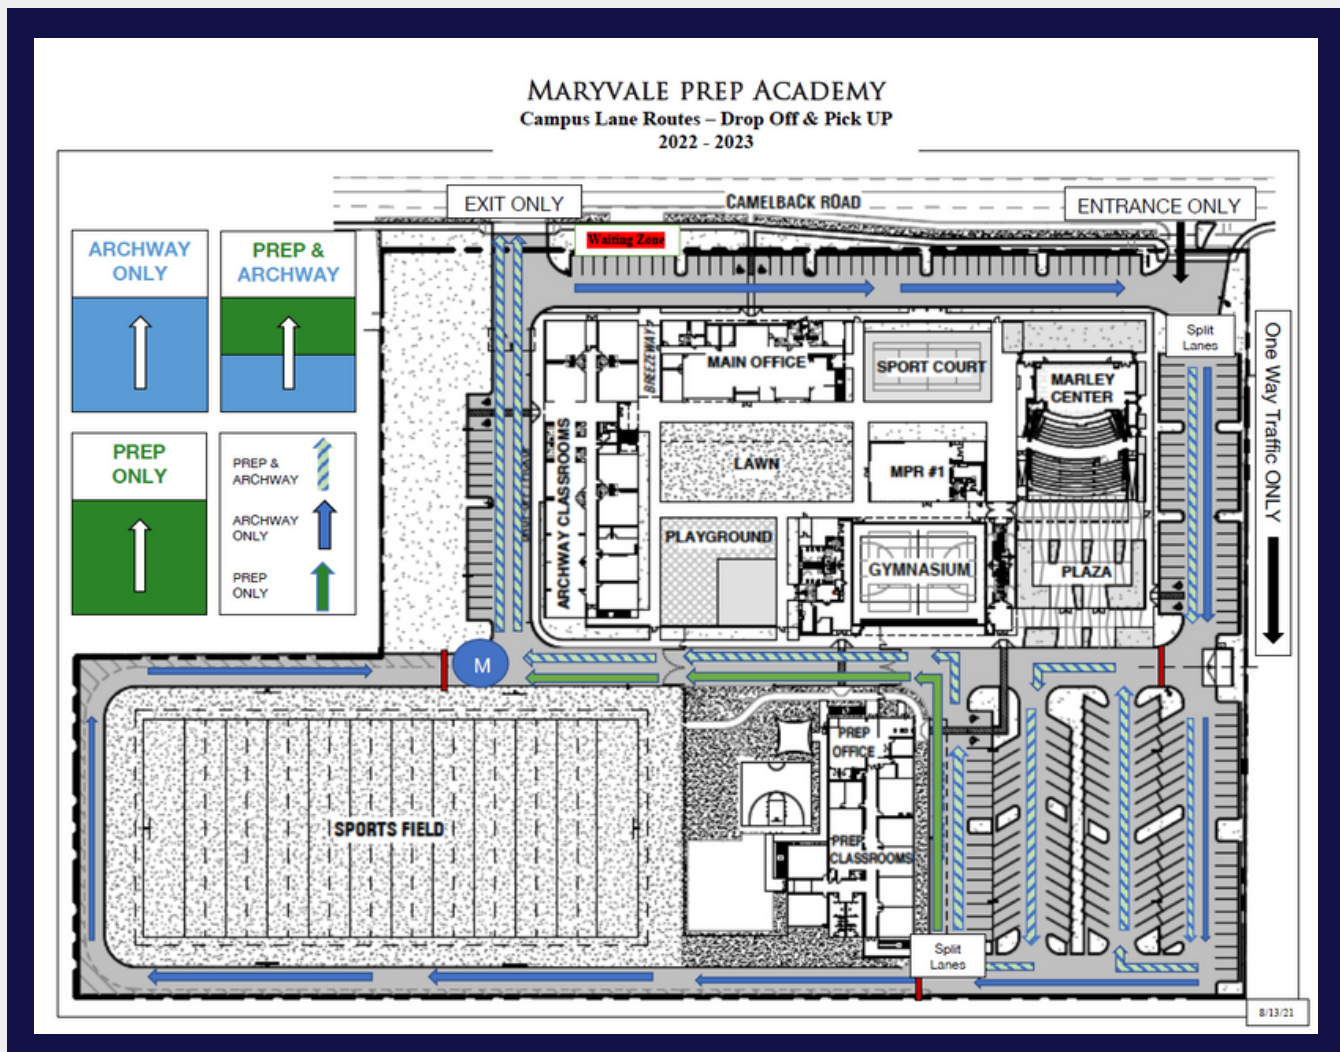 MARYVALE PREP ACADEMY
Campus Lane Routes – Drop Off & Pick UP
2022 - 2023
EXIT ONLY
CAMELBACK ROAD
ENTRANCE ONLY
Waiting Zone
ARCHWAY
ONLY
PREP &
ARCHWAY
PREP
ONLY
PREP &
ARCHWAY
ARCHWAY
ONLY
PREP
ONLY
BREEZEWAY
MAIN OFFICE
SPORT COURT
MARLEY
CENTER
Split
Lanes
One Way Traffic ONLY
ARCHWAY CLASSROOMS
LAWN
MPR #1
PLAYGROUND
GYMNASIUM
PLAZA
M
PREP
OFFICE
SPORTS FIELD
PREP
CLASSROOMS
Split
Lanes
8/13/21